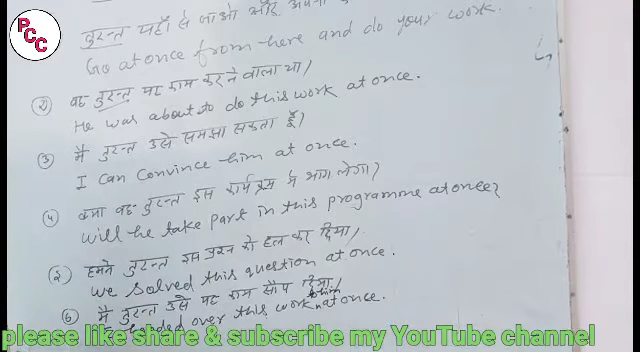 PCC
तुरन्त यहाँ से जाओ और अपना
Go at once from here and do your work.
② वह तुरन्त यह काम करने वाला था/
He was about to do this work at once.
③ मैं तुरन्त उसे समझा सकता हूँ/
I can convince him at once.
④ क्या वह तुरन्त इस कार्यक्रम में भाग लेगा?
will he take part in this programme at once?
हमने तुरन्त इस प्रश्न को हल कर दिया/
we solved this question at once.
⑥ मैं तुरन्त उसे यह काम सौंप दिया/
handed over this work to him at once.
please like share & subscribe my YouTube channel